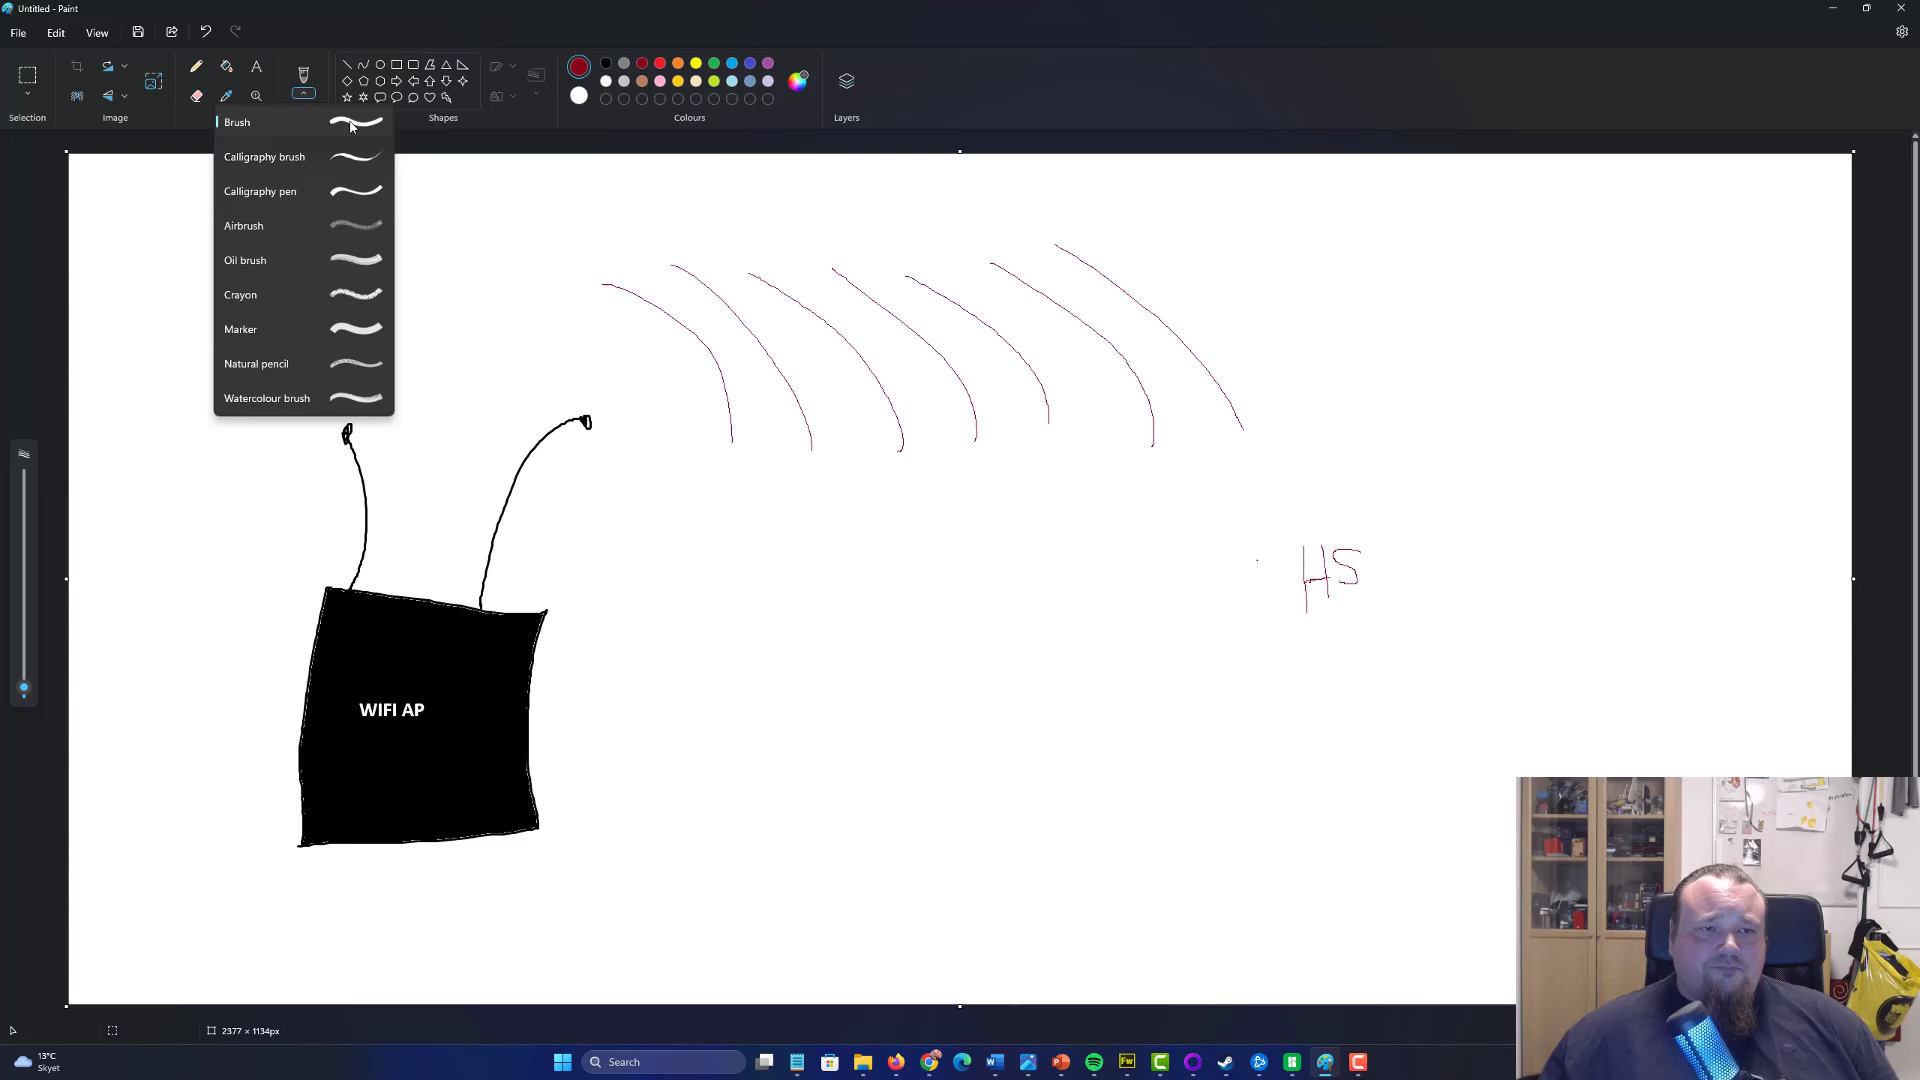 Untitled - Paint
File Edit View
Selection
Image
Shapes
Colours
Layers
Brush
Calligraphy brush
Calligraphy pen
Airbrush
Oil brush
Crayon
Marker
Natural pencil
Watercolour brush
HS
WIFI AP
2377 × 1134px
13°C
Skyet
Search